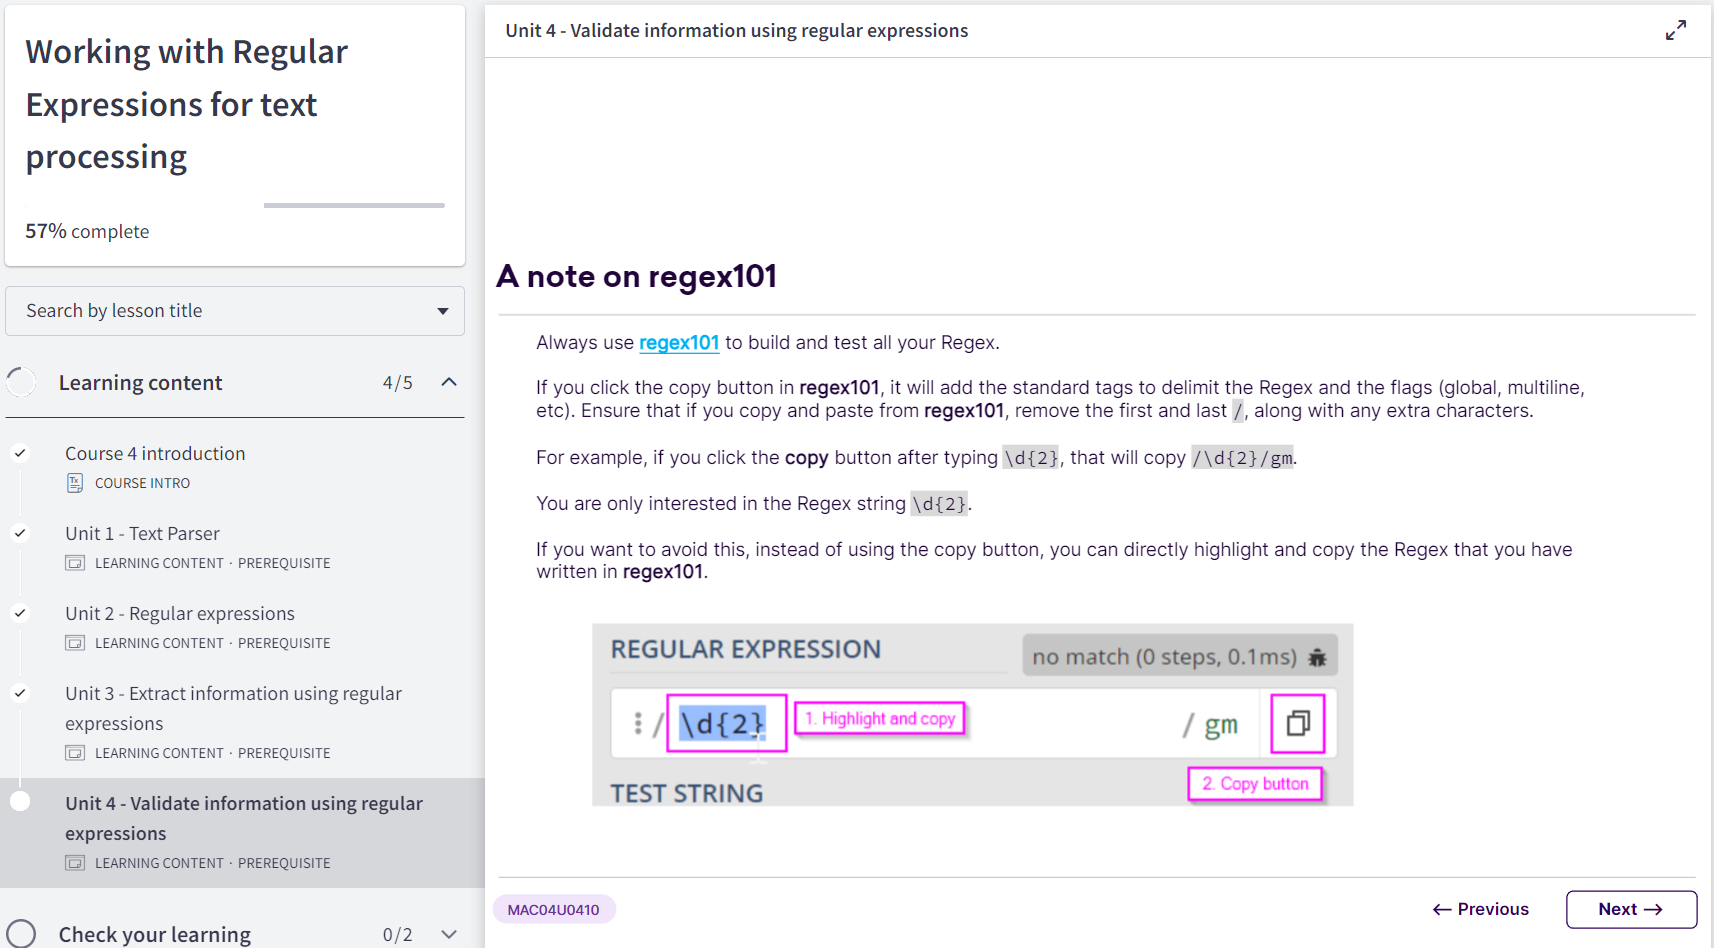 Working with Regular
Expressions for text
processing
57% complete
Search by lesson title
Learning content 4/5
Course 4 introduction
COURSE INTRO
Unit 1 - Text Parser
LEARNING CONTENT · PREREQUISITE
Unit 2 - Regular expressions
LEARNING CONTENT · PREREQUISITE
Unit 3 - Extract information using regular
expressions
LEARNING CONTENT · PREREQUISITE
Unit 4 - Validate information using regular
expressions
LEARNING CONTENT · PREREQUISITE
Check your learning 0/2
Unit 4 - Validate information using regular expressions
A note on regex101
Always use regex101 to build and test all your Regex.
If you click the copy button in regex101, it will add the standard tags to delimit the Regex and the flags (global, multiline,
etc). Ensure that if you copy and paste from regex101, remove the first and last /, along with any extra characters.
For example, if you click the copy button after typing \d{2}, that will copy /\d{2}/gm.
You are only interested in the Regex string \d{2}.
If you want to avoid this, instead of using the copy button, you can directly highlight and copy the Regex that you have
written in regex101.
REGULAR EXPRESSION
no match (0 steps, 0.1ms)
/ \d{2} / gm
1. Highlight and copy
2. Copy button
TEST STRING
MAC04U0410
← Previous
Next →